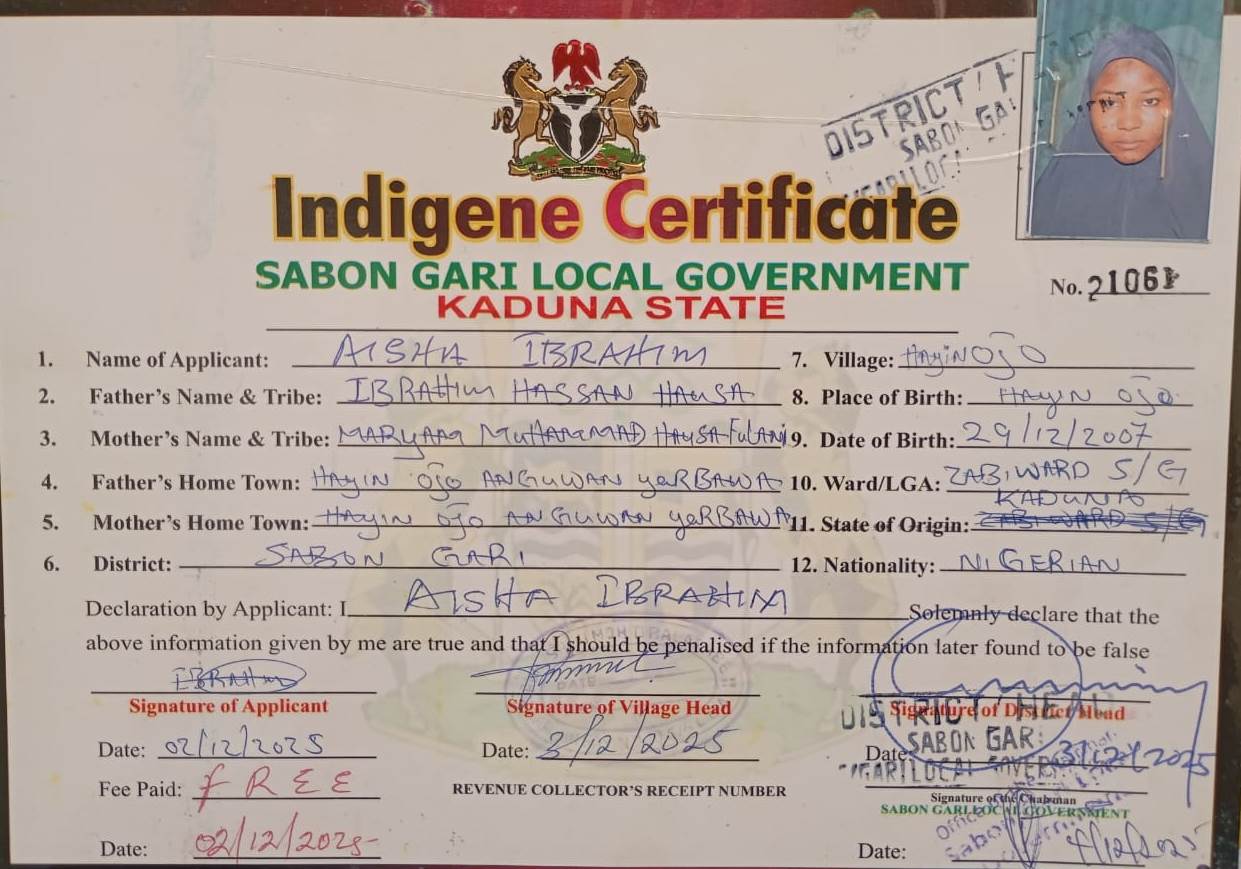 DISTRICT H
SABON GA
Indigene Certificate
SABON GARI LOCAL GOVERNMENT
KADUNA STATE
No. 21061
1. Name of Applicant: AISHA IBRAHIM
7. Village: HAYIN OJO
2. Father's Name & Tribe: IBRAHIM HASSAN HAUSA
8. Place of Birth: HAYIN OJO
3. Mother's Name & Tribe: MARYAM MUHAMMAD HAUSA-FULANI
9. Date of Birth: 29/12/2007
4. Father's Home Town: HAYIN OJO ANGUWAN YARBAWA
10. Ward/LGA: ZABI WARD S/G
5. Mother's Home Town: HAYIN OJO ANGUWAN YARBAWA
11. State of Origin: KADUNA
6. District: SABON GARI
12. Nationality: NIGERIAN
Declaration by Applicant: I AISHA IBRAHIM Solemnly declare that the
above information given by me are true and that I should be penalised if the information later found to be false
IBRAHIM
Signature of Applicant
Signature of Village Head
Signature of District Head
DISTRICT HEAD
SABON GARI
Date: 02/12/2025
Date: 3/12/2025
Date: 3/12/2025
Fee Paid: FREE
REVENUE COLLECTOR'S RECEIPT NUMBER
Signature of the Chairman
SABON GARI LOCAL GOVERNMENT
Date: 02/12/2025
Date: 4/12/2025